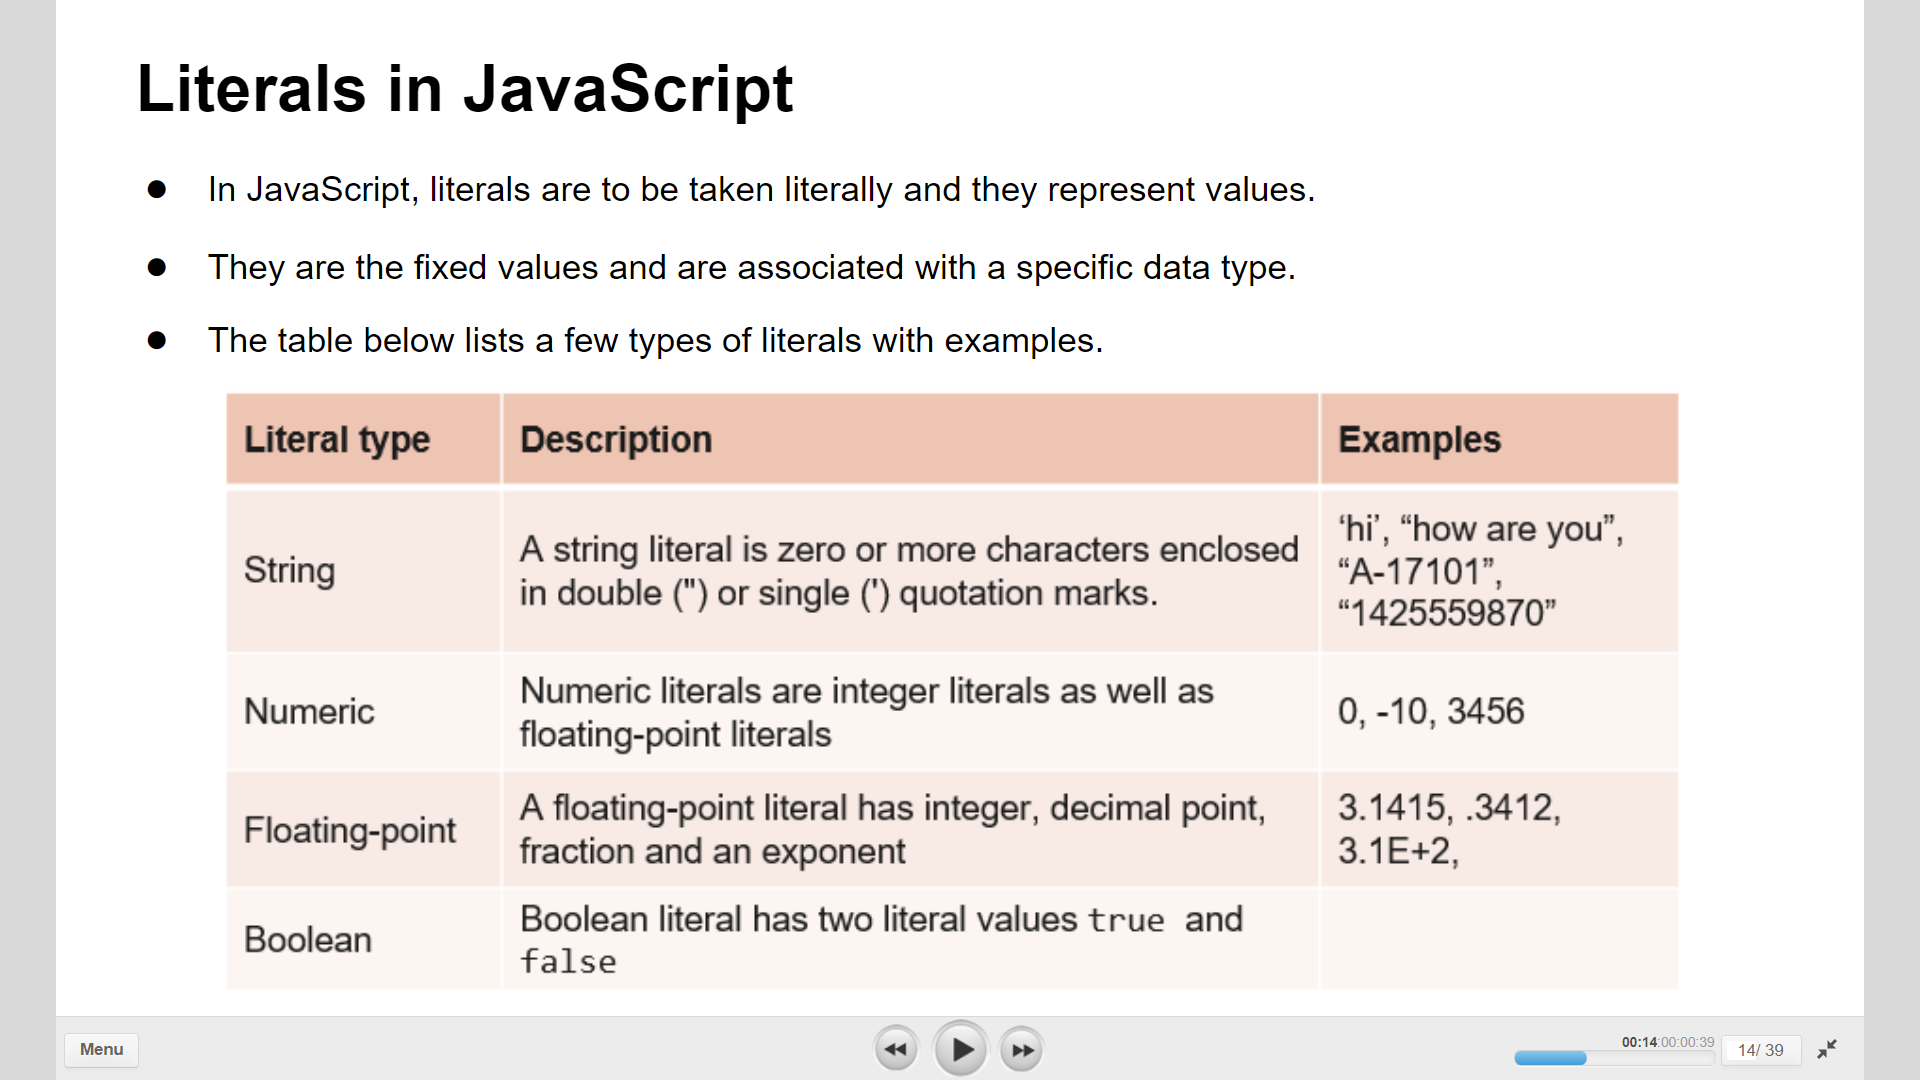 Literals in JavaScript
● In JavaScript, literals are to be taken literally and they represent values.
● They are the fixed values and are associated with a specific data type.
● The table below lists a few types of literals with examples.
Literal type Description Examples
String
A string literal is zero or more characters enclosed
in double (") or single (') quotation marks.
‘hi’, “how are you”,
“A-17101”,
“1425559870”
Numeric
Numeric literals are integer literals as well as
floating-point literals
0, -10, 3456
Floating-point
A floating-point literal has integer, decimal point,
fraction and an exponent
3.1415, .3412,
3.1E+2,
Boolean
Boolean literal has two literal values true and
false
Menu
00:14:00:00:39
14/ 39